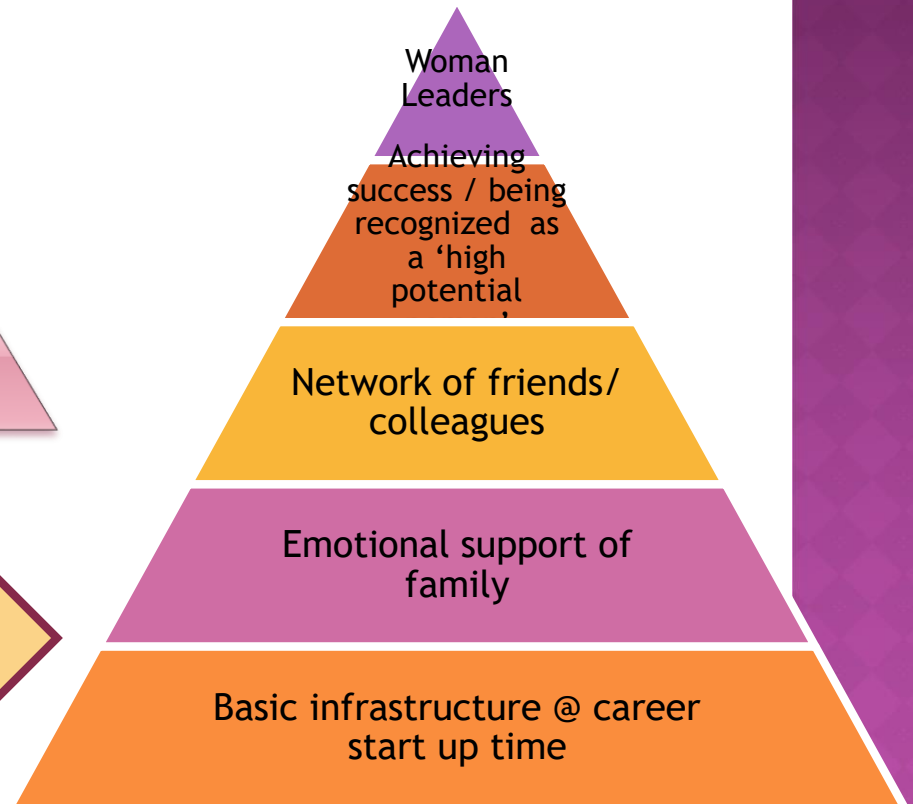 Woman
Leaders
Achieving
success / being
recognized as
a ‘high
potential
Network of friends/
colleagues
Emotional support of
family
Basic infrastructure @ career
start up time